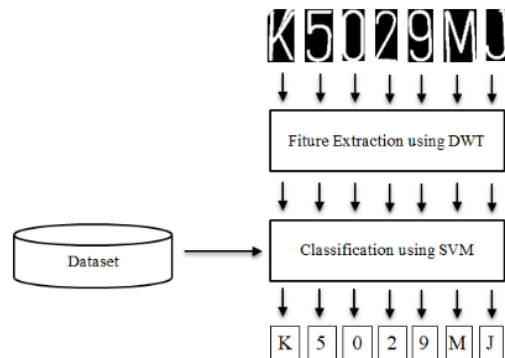 K5029MJ
Fiture Extraction using DWT
Dataset
Classification using SVM
K 5 0 2 9 M J